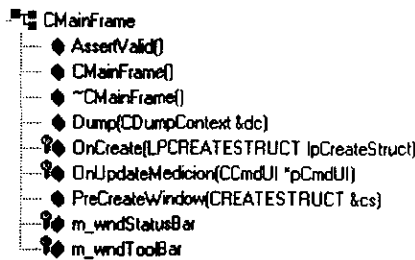 CMainFrame
AssertValid()
CMainFrame()
~CMainFrame()
Dump(CDumpContext &dc)
OnCreate(LPCREATESTRUCT lpCreateStruct)
OnUpdateMedicion(CCmdUI *pCmdUI)
PreCreateWindow(CREATESTRUCT &cs)
m_wndStatusBar
m_wndToolBar